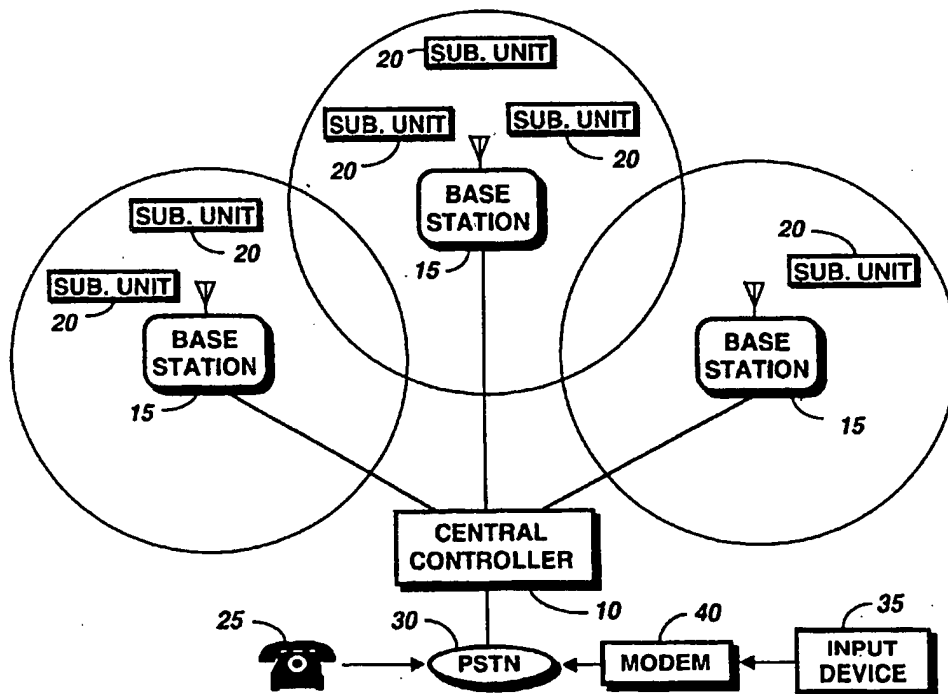 20 SUB. UNIT
SUB. UNIT SUB. UNIT
20 20
BASE
STATION
15
SUB. UNIT
20
SUB. UNIT
20
BASE
STATION
15
20
SUB. UNIT
BASE
STATION
15
CENTRAL
CONTROLLER
10
25 30 40 35
PSTN MODEM INPUT
DEVICE